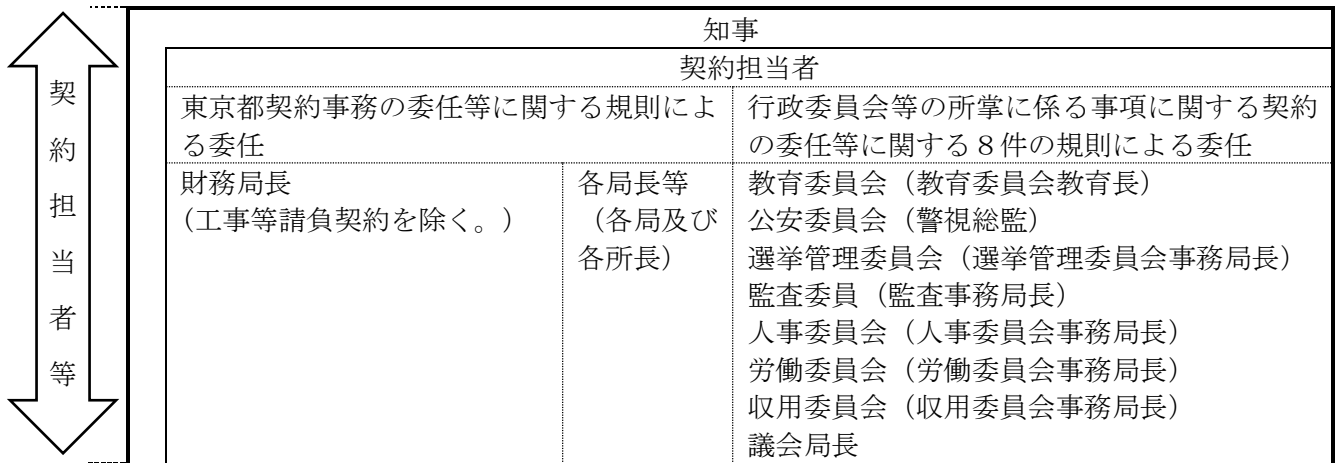 契約担当者等
知事
契約担当者
東京都契約事務の委任等に関する規則によ
る委任
行政委員会等の所掌に係る事項に関する契約
の委任等に関する8件の規則による委任
財務局長
（工事等請負契約を除く。）
各局長等
（各局及び
各所長）
教育委員会（教育委員会教育長）
公安委員会（警視総監）
選挙管理委員会（選挙管理委員会事務局長）
監査委員（監査事務局長）
人事委員会（人事委員会事務局長）
労働委員会（労働委員会事務局長）
収用委員会（収用委員会事務局長）
議会局長